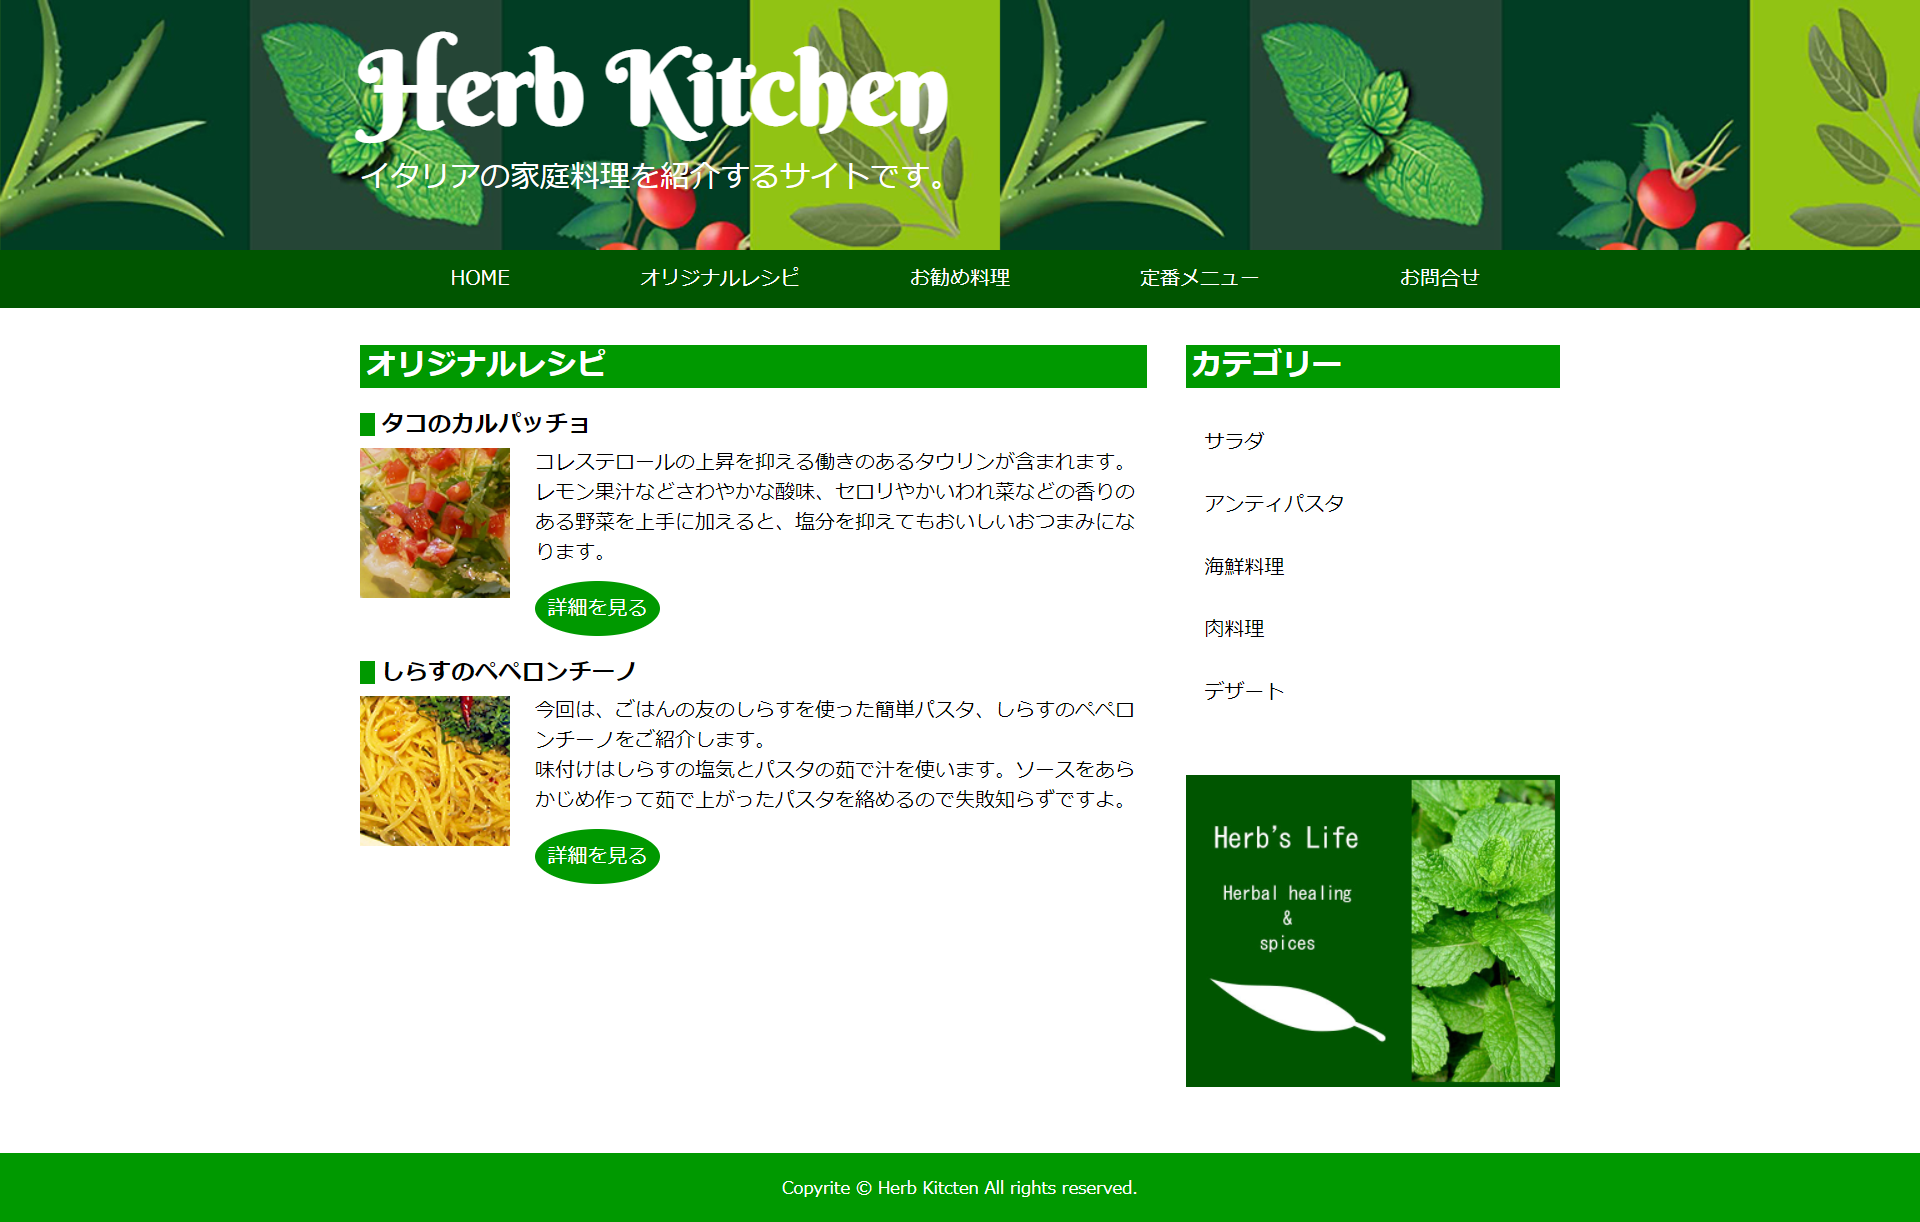 Herb Kitchen
イタリアの家庭料理を紹介するサイトです。
HOME
オリジナルレシピ
お勧め料理
定番メニュー
お問合せ
オリジナルレシピ
タコのカルパッチョ
コレステロールの上昇を抑える働きのあるタウリンが含まれます。
レモン果汁などさわやかな酸味、セロリやかいわれ菜などの香りの
ある野菜を上手に加えると、塩分を抑えてもおいしいおつまみにな
ります。
詳細を見る
しらすのペペロンチーノ
今回は、ごはんの友のしらすを使った簡単パスタ、しらすのペペロ
ンチーノをご紹介します。
味付けはしらすの塩気とパスタの茹で汁を使います。ソースをあら
かじめ作って茹で上がったパスタを絡めるので失敗知らずですよ。
詳細を見る
カテゴリー
サラダ
アンティパスタ
海鮮料理
肉料理
デザート
Herb's Life
Herbal healing
&
spices
Copyrite © Herb Kitcten All rights reserved.